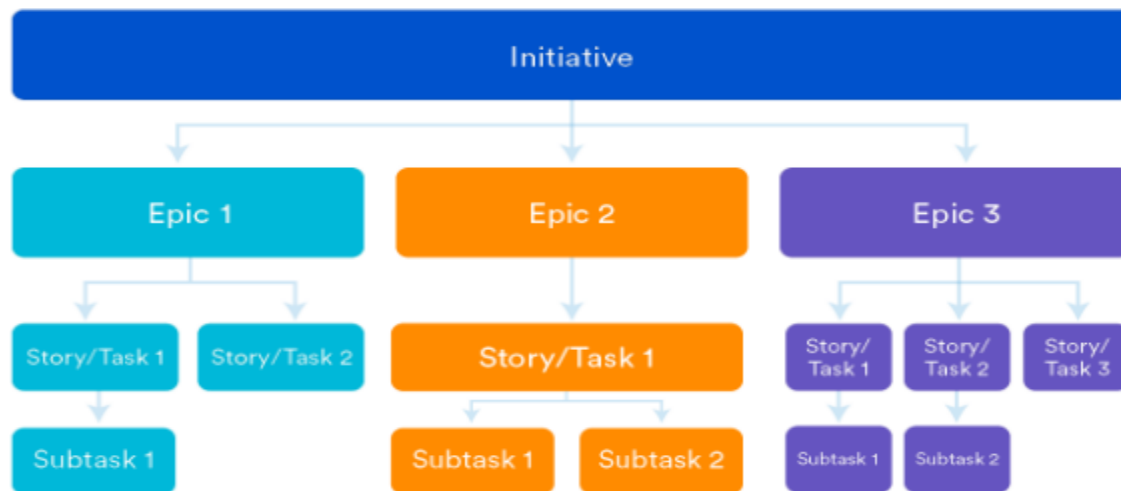 Initiative
Epic 1
Epic 2
Epic 3
Story/Task 1
Story/Task 2
Story/Task 1
Story/
Task 1
Story/
Task 2
Story/
Task 3
Subtask 1
Subtask 1
Subtask 2
Subtask 1
Subtask 2